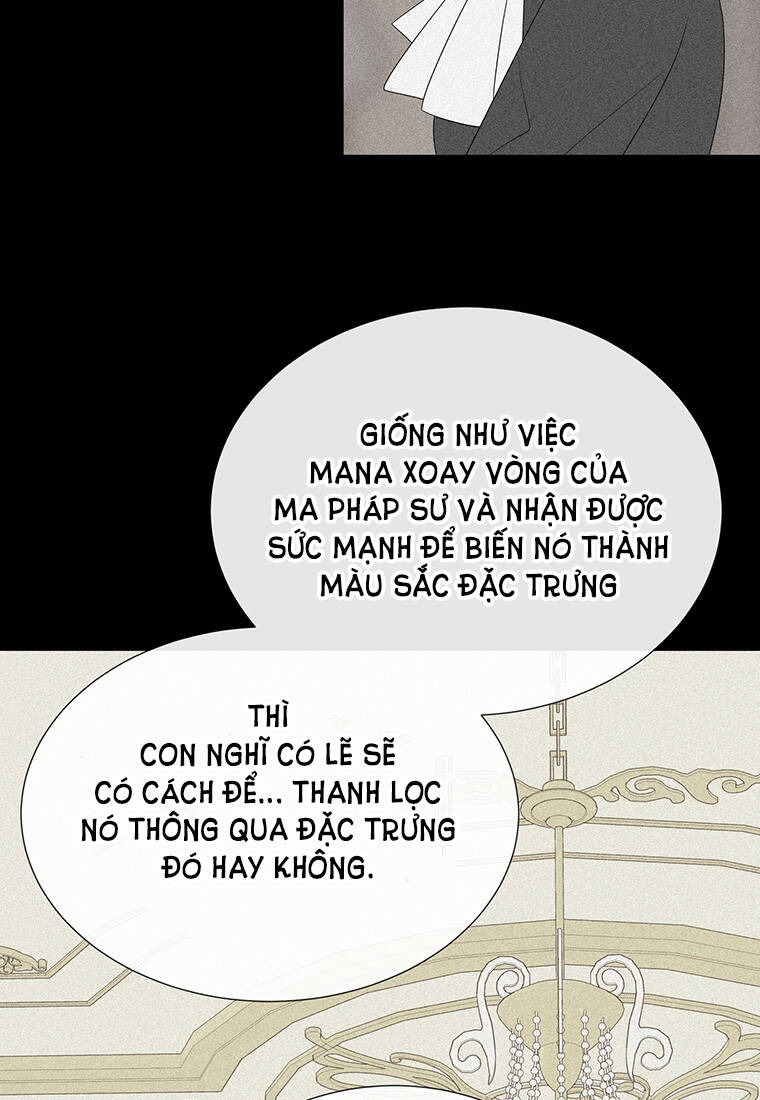 GIỐNG NHƯ VIỆC
MANA XOAY VÒNG CỦA
MA PHÁP SƯ VÀ NHẬN ĐƯỢC
SỨC MẠNH ĐỂ BIẾN NÓ THÀNH
MÀU SẮC ĐẶC TRƯNG
THÌ
CON NGHĨ CÓ LẼ SẼ
CÓ CÁCH ĐỂ... THANH LỌC
NÓ THÔNG QUA ĐẶC TRƯNG
ĐÓ HAY KHÔNG.